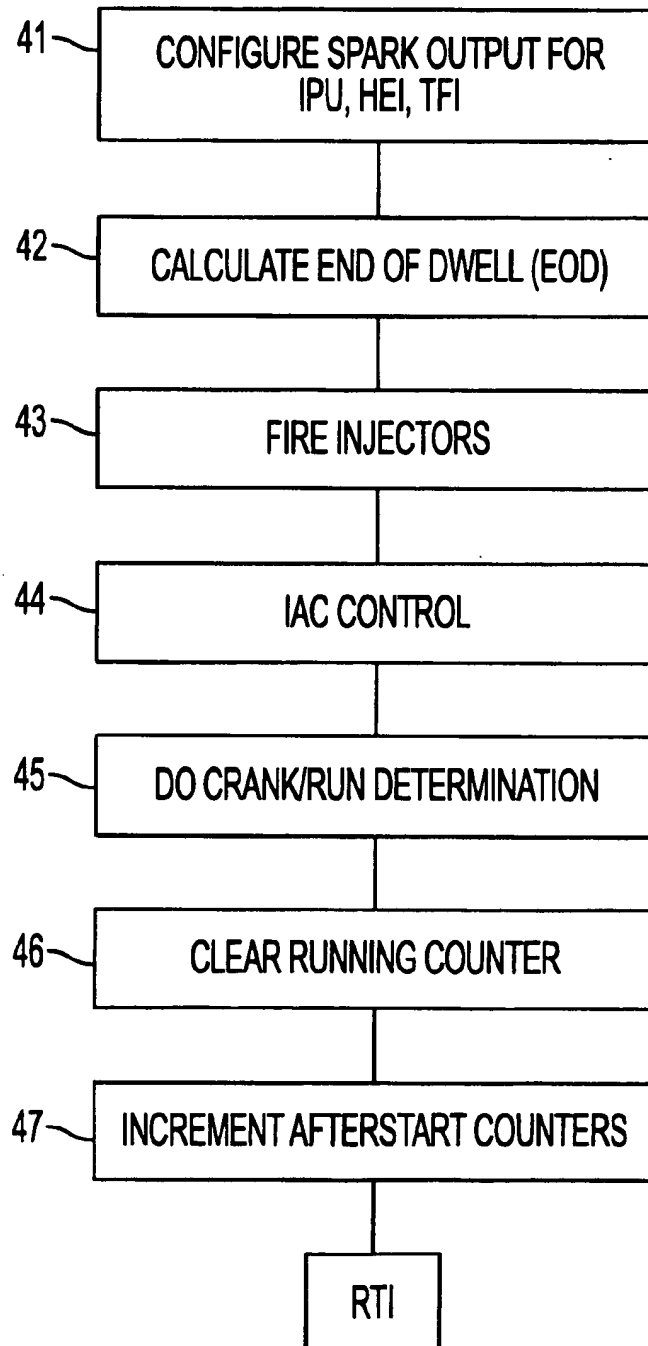 41
CONFIGURE SPARK OUTPUT FOR
IPU, HEI, TFI
42
CALCULATE END OF DWELL (EOD)
43
FIRE INJECTORS
44
IAC CONTROL
45
DO CRANK/RUN DETERMINATION
46
CLEAR RUNNING COUNTER
47
INCREMENT AFTERSTART COUNTERS
RTI